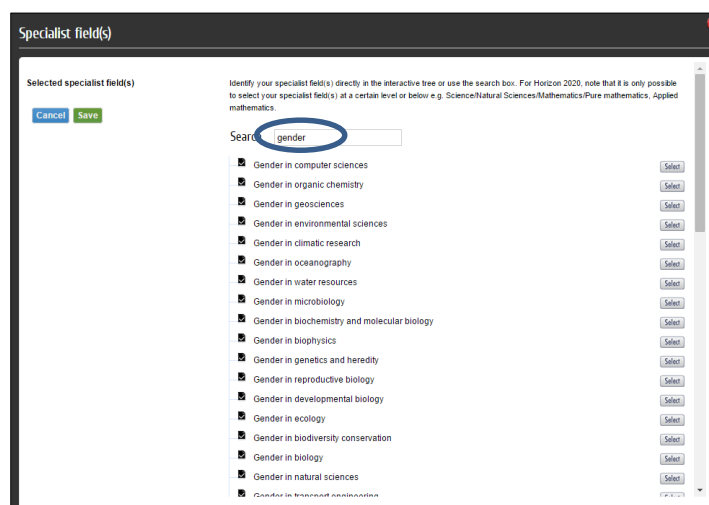 Specialist field(s)
Selected specialist field(s)
Cancel Save
Identify your specialist field(s) directly in the interactive tree or use the search box. For Horizon 2020, note that it is only possible
to select your specialist field(s) at a certain level or below e.g. Science/Natural Sciences/Mathematics/Pure mathematics, Applied
mathematics.
Search gender
Gender in computer sciences Select
Gender in organic chemistry Select
Gender in geosciences Select
Gender in environmental sciences Select
Gender in climatic research Select
Gender in oceanography Select
Gender in water resources Select
Gender in microbiology Select
Gender in biochemistry and molecular biology Select
Gender in biophysics Select
Gender in genetics and heredity Select
Gender in reproductive biology Select
Gender in developmental biology Select
Gender in ecology Select
Gender in biodiversity conservation Select
Gender in biology Select
Gender in natural sciences Select
Gender in transport engineering Select